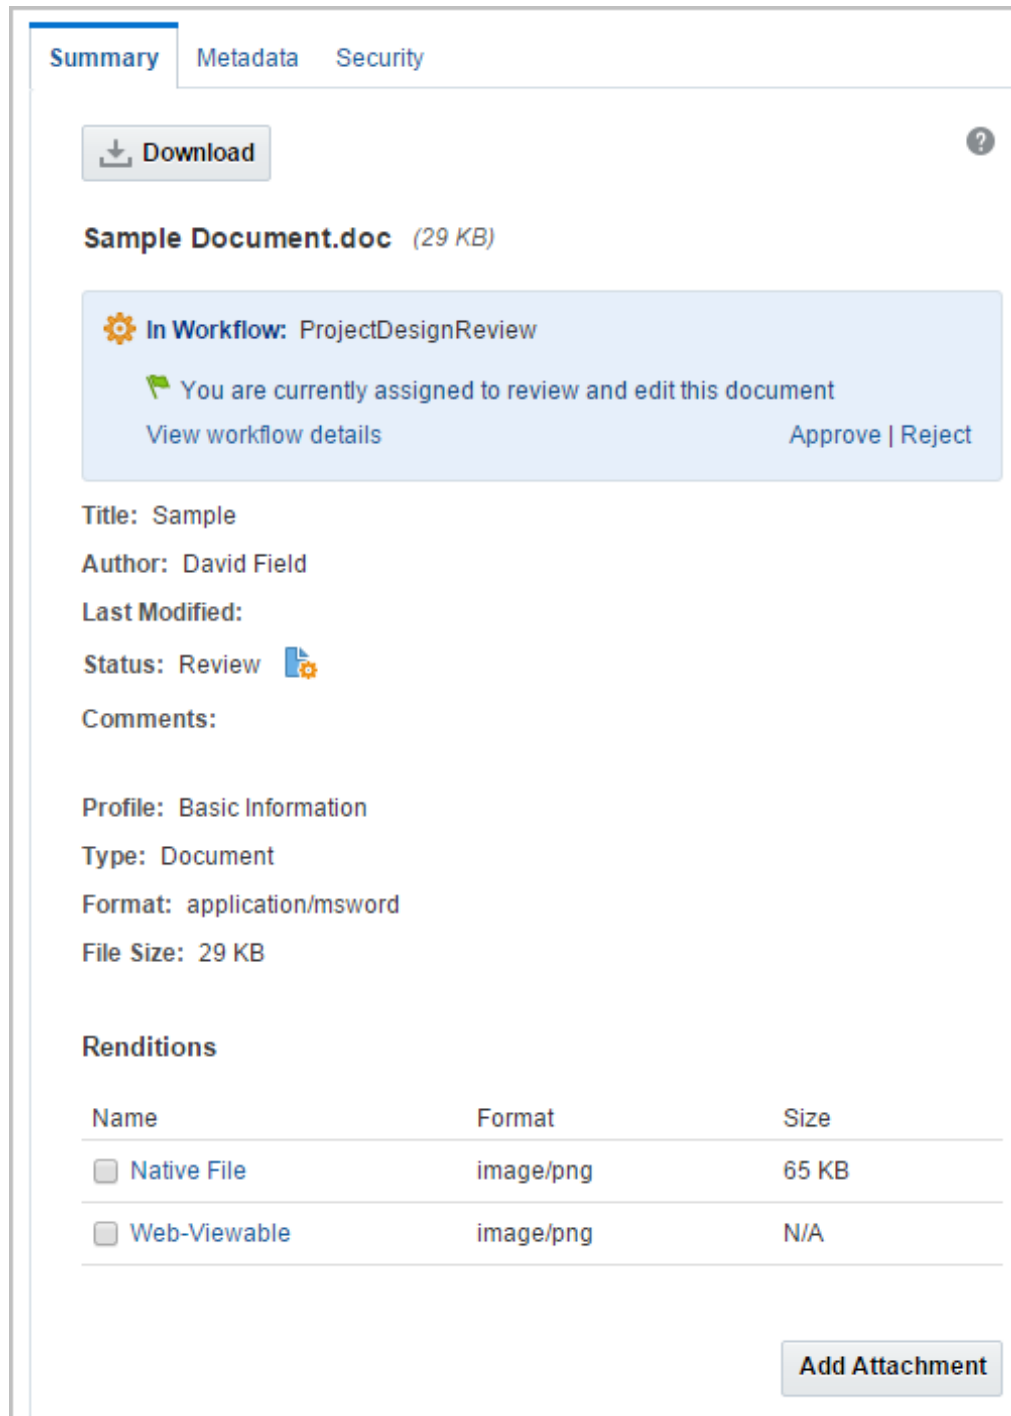 Summary Metadata Security
Download
Sample Document.doc (29 KB)
In Workflow: ProjectDesignReview
You are currently assigned to review and edit this document
View workflow details Approve | Reject
Title: Sample
Author: David Field
Last Modified:
Status: Review
Comments:
Profile: Basic Information
Type: Document
Format: application/msword
File Size: 29 KB
Renditions
Name Format Size
Native File image/png 65 KB
Web-Viewable image/png N/A
Add Attachment